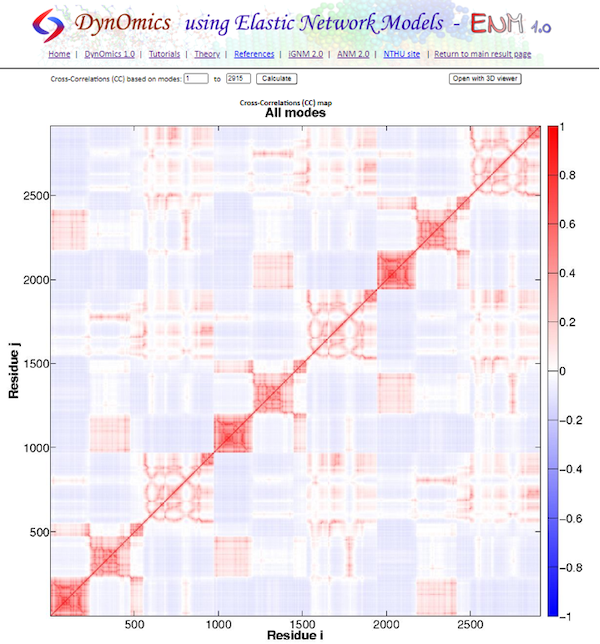 DynOmics using Elastic Network Models - ENM 1.0
Home | DynOmics 1.0 | Tutorials | Theory | References | iGNM 2.0 | ANM 2.0 | NTHU site | Return to main result page
Cross-Correlations (CC) based on modes: 1 to 2915 Calculate Open with 3D viewer
Cross-Correlations (CC) map
All modes
Residue j
2500
2000
1500
1000
500
500 1000 1500 2000 2500
Residue i
1
0.8
0.6
0.4
0.2
0
-0.2
-0.4
-0.6
-0.8
-1